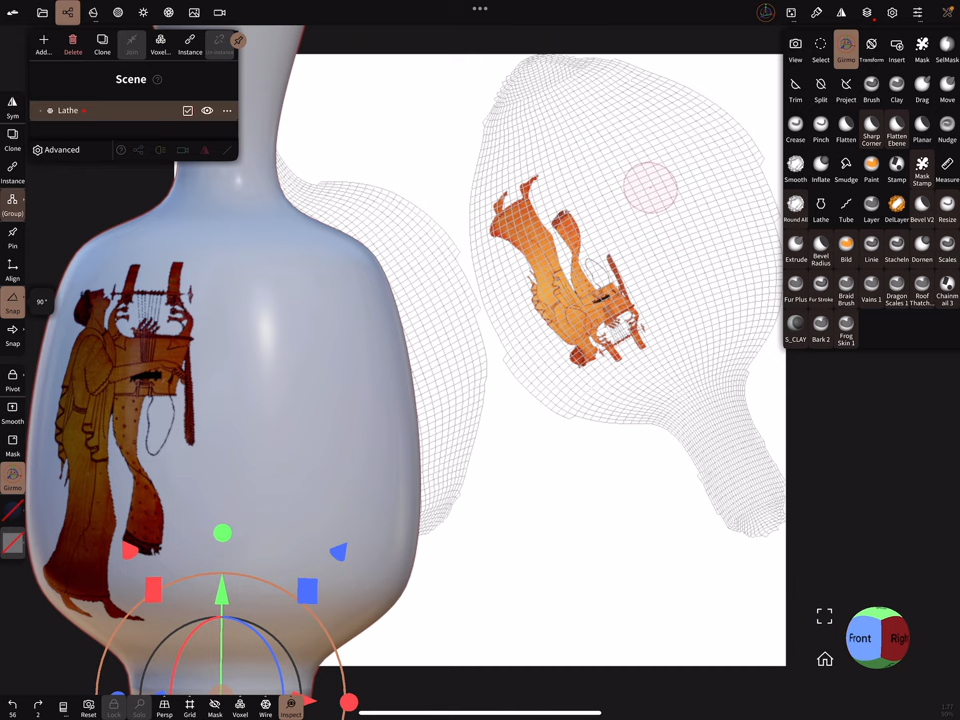 Add...
Delete
Clone
Join
Voxel...
Instance
Scene
Lathe
Advanced
Sym
Clone
Instance
(Group)
Pin
Align
Snap
90°
Snap
Pivot
Smooth
Mask
Gizmo
View
Select
Gizmo
Transform
Insert
Mask
SelMask
Trim
Split
Project
Brush
Clay
Drag
Move
Crease
Pinch
Flatten
Sharp Corner
Flatten Ebene
Planar
Nudge
Smooth
Inflate
Smudge
Paint
Stamp
Mask Stamp
Measure
Round All
Lathe
Tube
Layer
DelLayer
Bevel V2
Resize
Extrude
Bevel Radius
Bild
Linie
Stacheln
Dornen
Scales
Fur Plus
Fur Stroke
Braid Brush
Vains 1
Dragon Scales 1
Roof Thatch...
Chainmail 3
S_CLAY
Bark 2
Frog Skin 1
Front
Righ
56
2
Reset
Lock
Split
Persp
Grid
Mask
Voxel
Wire
Inspect
1.77
90%